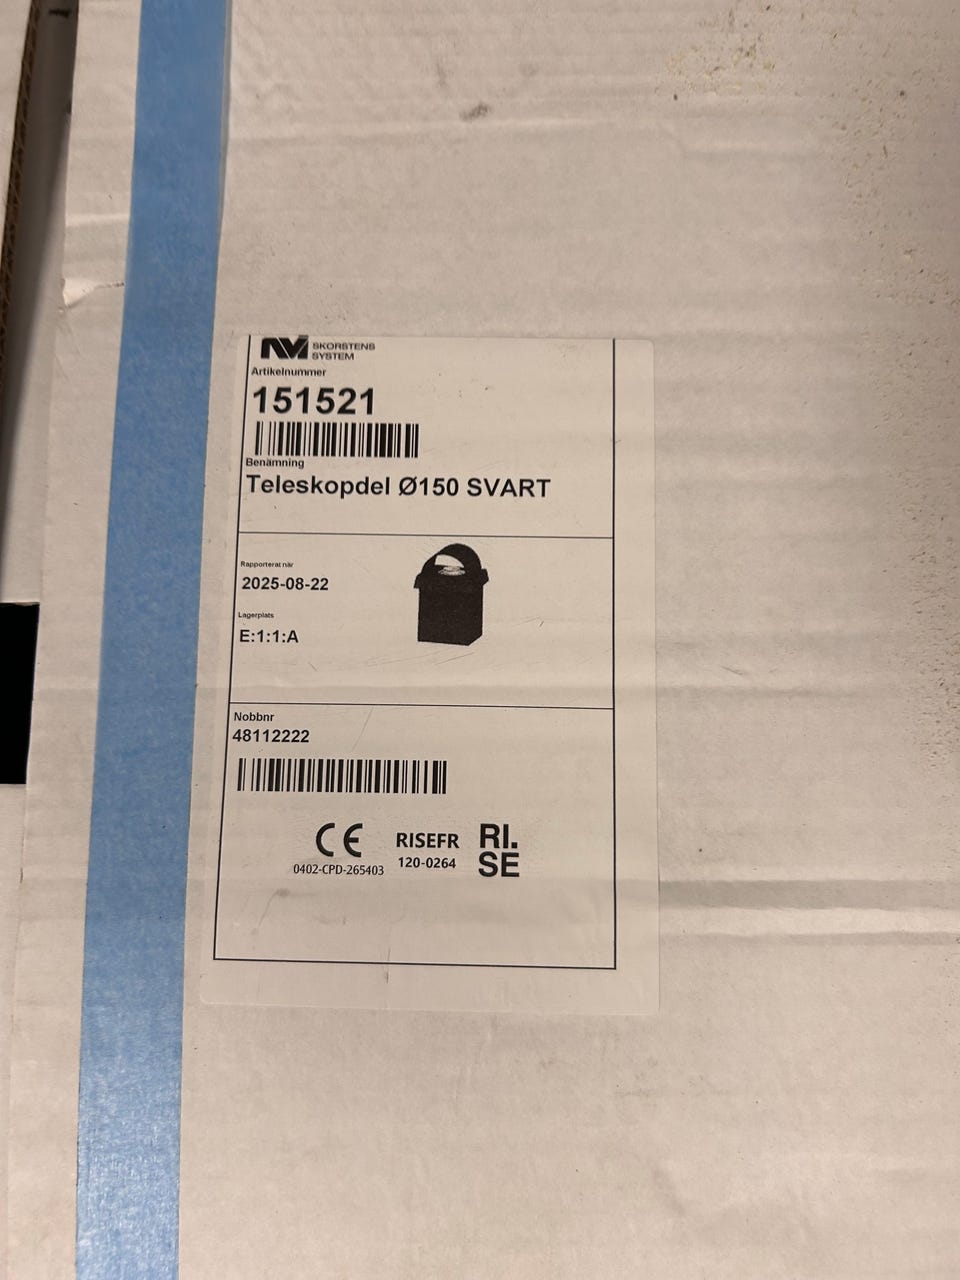 NVI SKORSTENS
SYSTEM
Artikelnummer
151521
Benämning
Teleskopdel Ø150 SVART
Rapporterat när
2025-08-22
Lagerplats
E:1:1:A
Nobbnr
48112222
CE RISEFR RI.
0402-CPD-265403 120-0264 SE